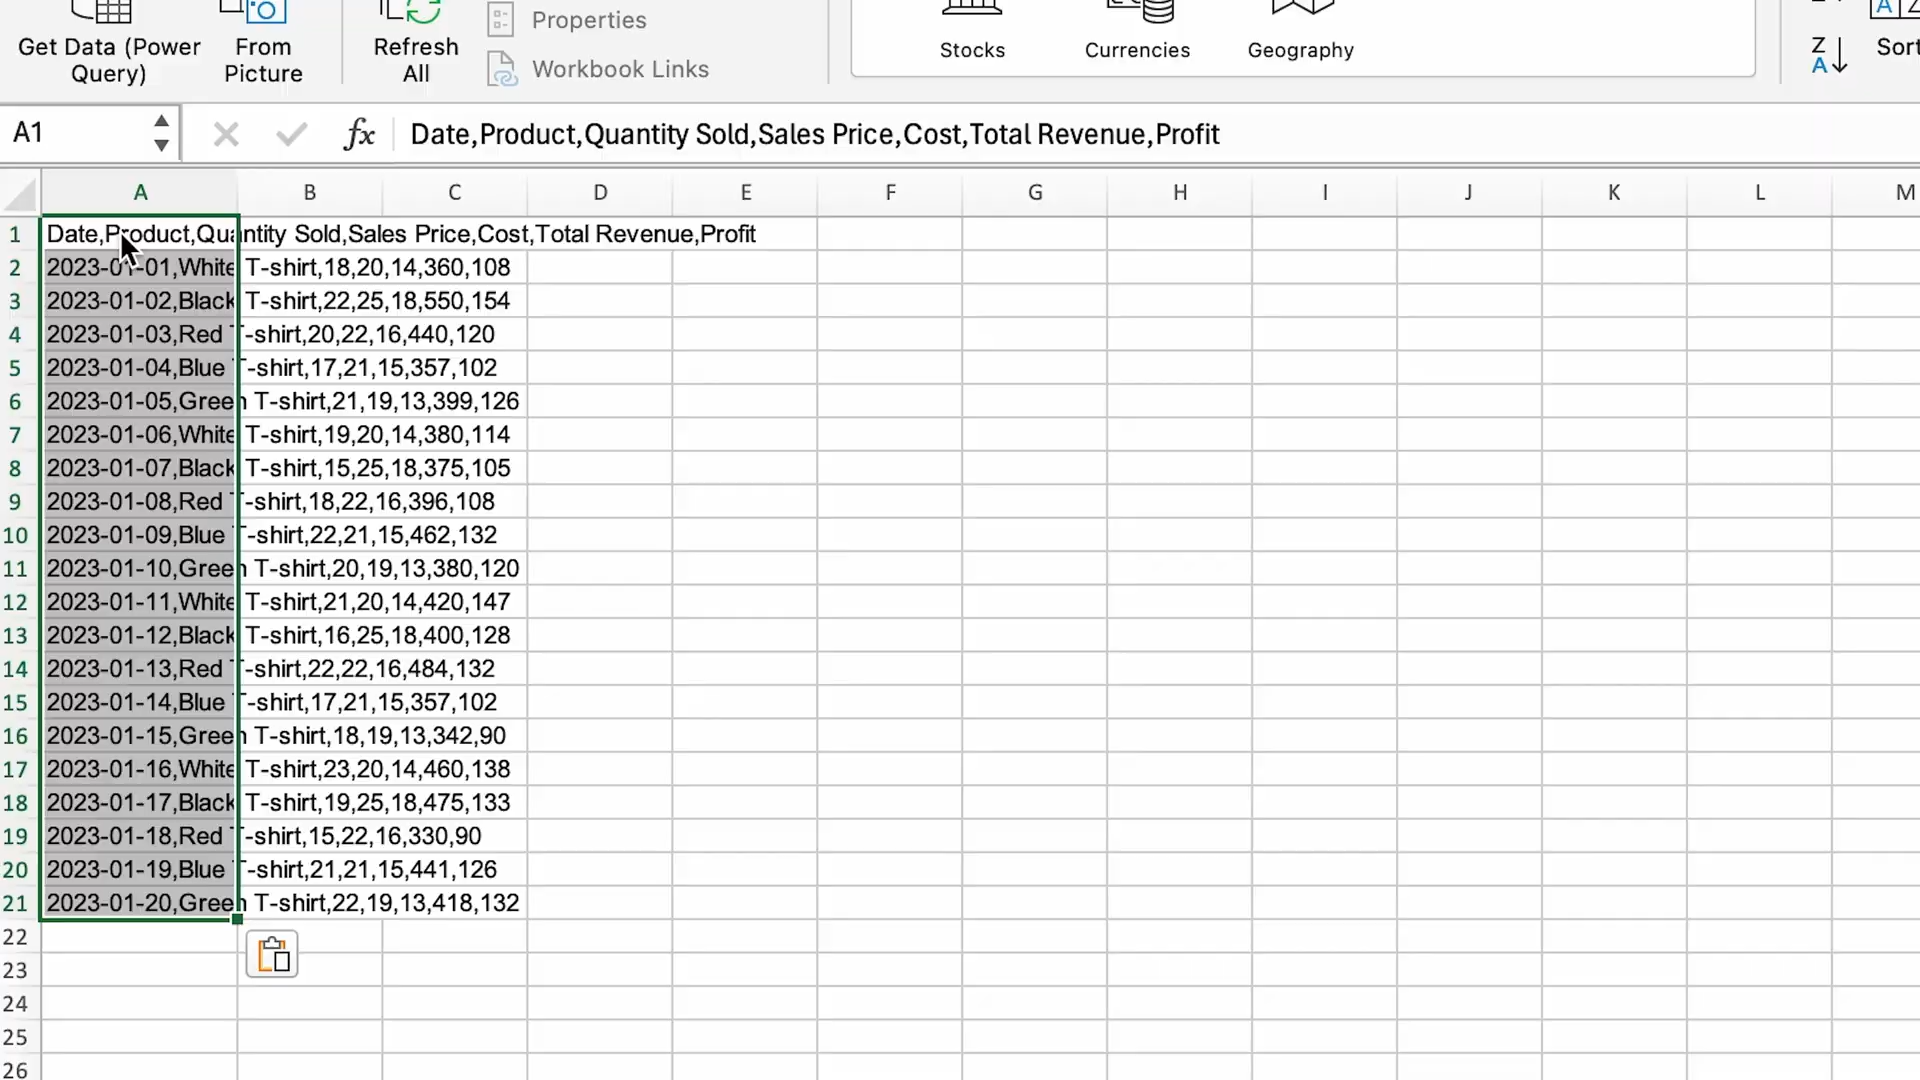 Get Data (Power Query)
From Picture
Refresh All
Properties
Workbook Links
Stocks
Currencies
Geography
Z A
A Z
Sort
A1
fx
Date,Product,Quantity Sold,Sales Price,Cost,Total Revenue,Profit
A B C D E F G H I J K L M
1 Date,Product,Quantity Sold,Sales Price,Cost,Total Revenue,Profit
2 2023-01-01,White T-shirt,18,20,14,360,108
3 2023-01-02,Black T-shirt,22,25,18,550,154
4 2023-01-03,Red T-shirt,20,22,16,440,120
5 2023-01-04,Blue T-shirt,17,21,15,357,102
6 2023-01-05,Green T-shirt,21,19,13,399,126
7 2023-01-06,White T-shirt,19,20,14,380,114
8 2023-01-07,Black T-shirt,15,25,18,375,105
9 2023-01-08,Red T-shirt,18,22,16,396,108
10 2023-01-09,Blue T-shirt,22,21,15,462,132
11 2023-01-10,Green T-shirt,20,19,13,380,120
12 2023-01-11,White T-shirt,21,20,14,420,147
13 2023-01-12,Black T-shirt,16,25,18,400,128
14 2023-01-13,Red T-shirt,22,22,16,484,132
15 2023-01-14,Blue T-shirt,17,21,15,357,102
16 2023-01-15,Green T-shirt,18,19,13,342,90
17 2023-01-16,White T-shirt,23,20,14,460,138
18 2023-01-17,Black T-shirt,19,25,18,475,133
19 2023-01-18,Red T-shirt,15,22,16,330,90
20 2023-01-19,Blue T-shirt,21,21,15,441,126
21 2023-01-20,Green T-shirt,22,19,13,418,132
22
23
24
25
26